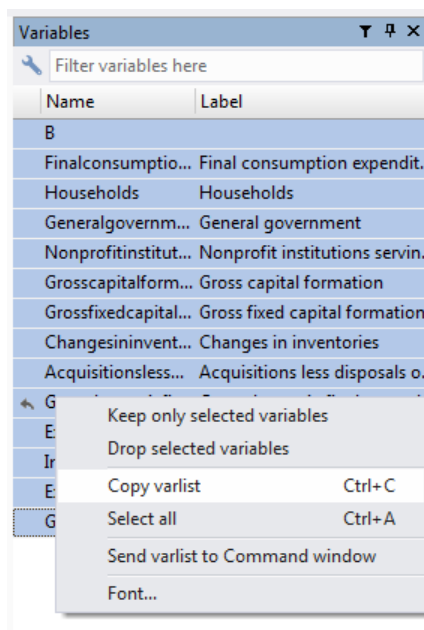 Variables
Filter variables here
Name Label
B
Finalconsumptio... Final consumption expendit.
Households Households
Generalgovernm... General government
Nonprofitinstitut... Nonprofit institutions servin.
Grosscapitalform... Gross capital formation
Grossfixedcapital... Gross fixed capital formation
Changesininvent... Changes in inventories
Acquisitionsless... Acquisitions less disposals o.
G
Keep only selected variables
E
Drop selected variables
Ir
E
Copy varlist Ctrl+C
G
Select all Ctrl+A
Send varlist to Command window
Font...